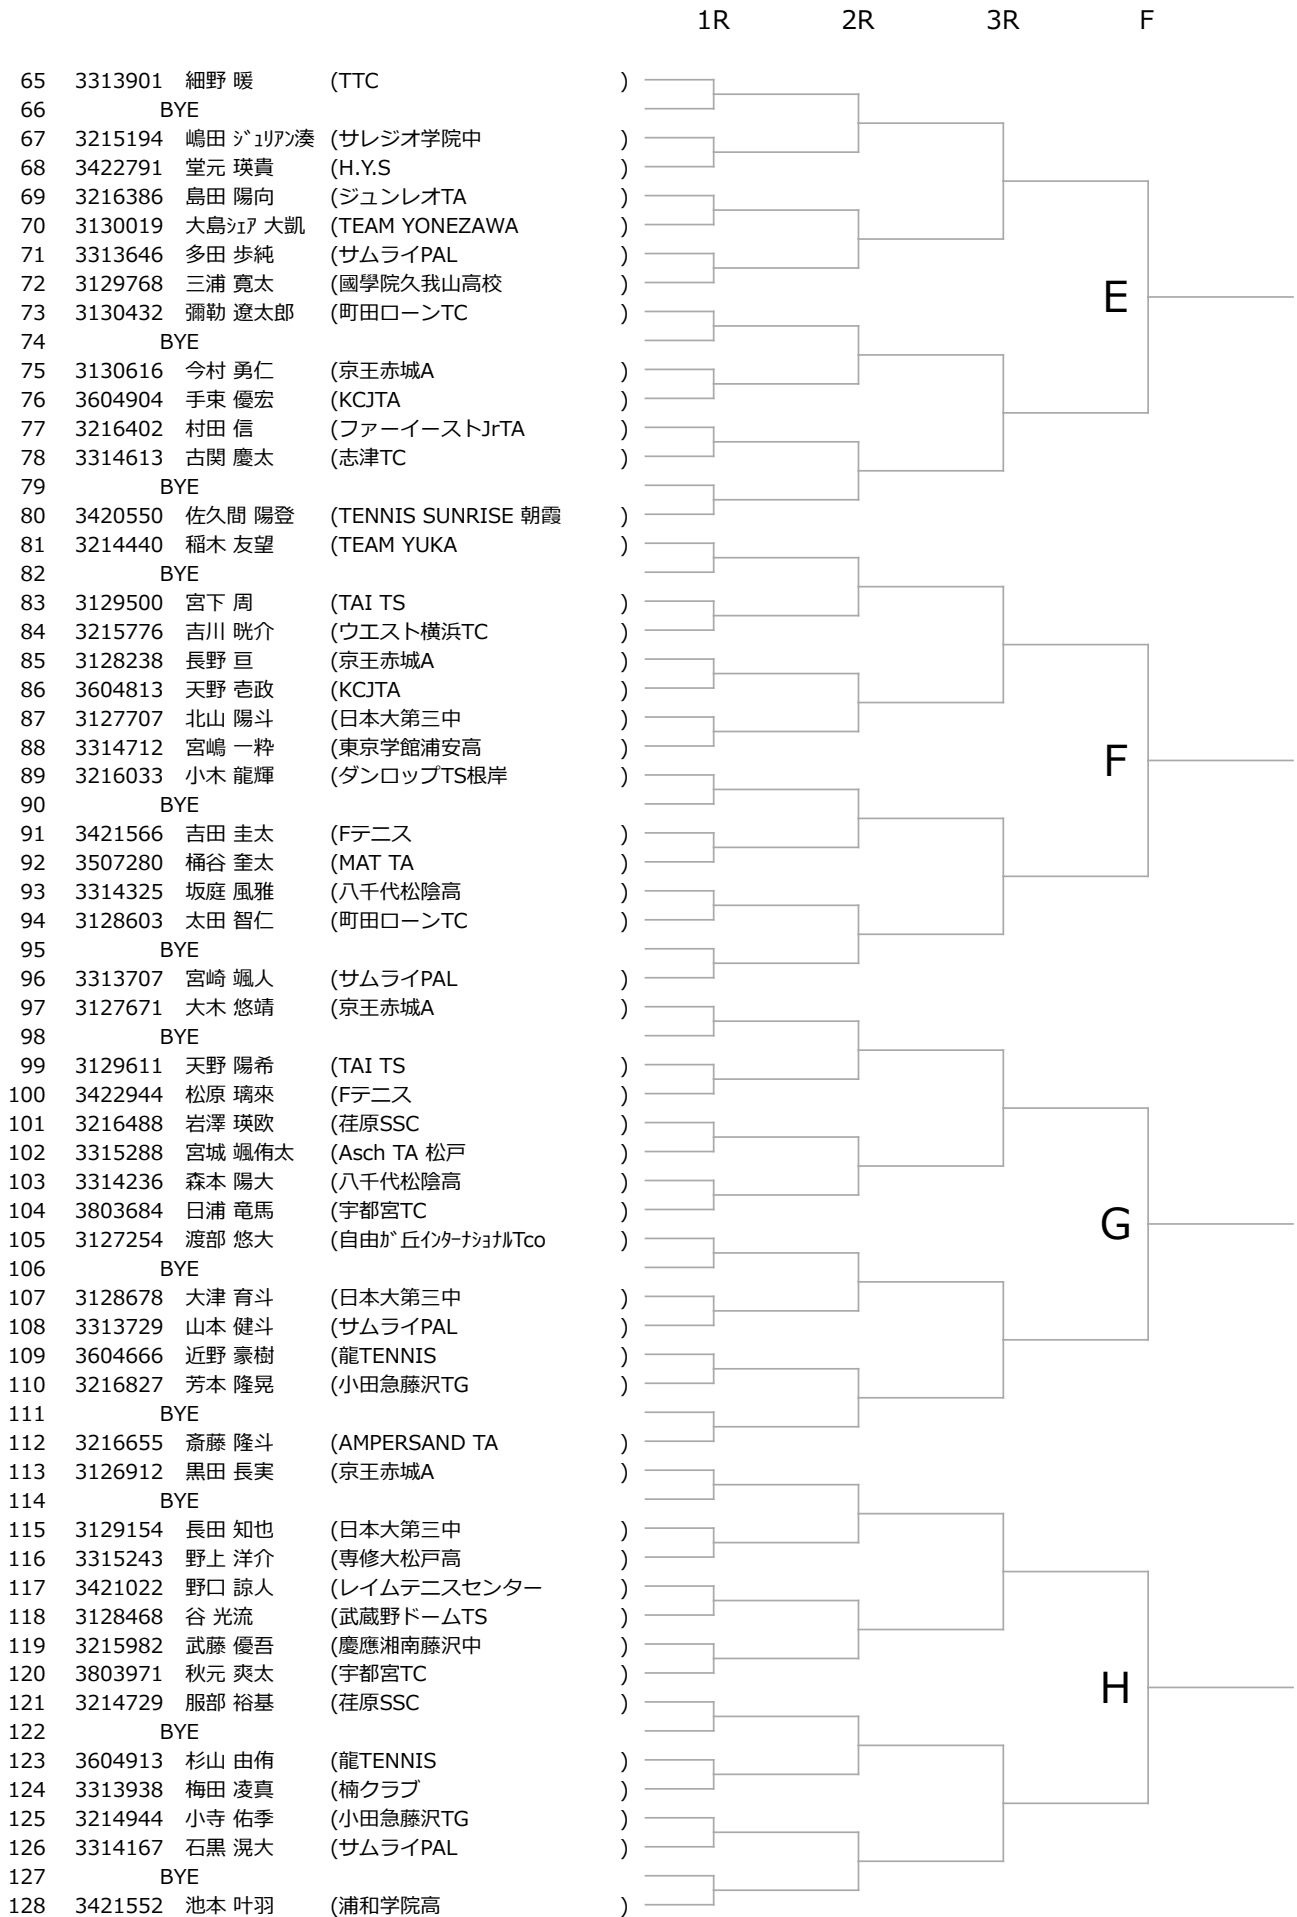 1R 2R 3R F
65 3313901 細野 暖 (TTC )
66 BYE
67 3215194 嶋田 ｼﾞｭﾘｱﾝ湊 (サレジオ学院中 )
68 3422791 堂元 瑛貴 (H.Y.S )
69 3216386 島田 陽向 (ジュンレオTA )
70 3130019 大島ｼｪｱ 大凱 (TEAM YONEZAWA )
71 3313646 多田 歩純 (サムライPAL )
72 3129768 三浦 寛太 (國學院久我山高校 )
E
73 3130432 彌勒 遼太郎 (町田ローンTC )
74 BYE
75 3130616 今村 勇仁 (京王赤城A )
76 3604904 手束 優宏 (KCJTA )
77 3216402 村田 信 (ファーイーストJrTA )
78 3314613 古関 慶太 (志津TC )
79 BYE
80 3420550 佐久間 陽登 (TENNIS SUNRISE 朝霞 )
81 3214440 稲木 友望 (TEAM YUKA )
82 BYE
83 3129500 宮下 周 (TAI TS )
84 3215776 吉川 晄介 (ウエスト横浜TC )
85 3128238 長野 亘 (京王赤城A )
86 3604813 天野 壱政 (KCJTA )
87 3127707 北山 陽斗 (日本大第三中 )
88 3314712 宮嶋 一粋 (東京学館浦安高 )
F
89 3216033 小木 龍輝 (ダンロップTS根岸 )
90 BYE
91 3421566 吉田 圭太 (Fテニス )
92 3507280 桶谷 奎太 (MAT TA )
93 3314325 坂庭 風雅 (八千代松陰高 )
94 3128603 太田 智仁 (町田ローンTC )
95 BYE
96 3313707 宮崎 颯人 (サムライPAL )
97 3127671 大木 悠靖 (京王赤城A )
98 BYE
99 3129611 天野 陽希 (TAI TS )
100 3422944 松原 璃來 (Fテニス )
101 3216488 岩澤 瑛欧 (荏原SSC )
102 3315288 宮城 颯侑太 (Asch TA 松戸 )
103 3314236 森本 陽大 (八千代松陰高 )
104 3803684 日浦 竜馬 (宇都宮TC )
G
105 3127254 渡部 悠大 (自由が丘ｲﾝﾀｰﾅｼｮﾅﾙTco )
106 BYE
107 3128678 大津 育斗 (日本大第三中 )
108 3313729 山本 健斗 (サムライPAL )
109 3604666 近野 豪樹 (龍TENNIS )
110 3216827 芳本 隆晃 (小田急藤沢TG )
111 BYE
112 3216655 斎藤 隆斗 (AMPERSAND TA )
113 3126912 黒田 長実 (京王赤城A )
114 BYE
115 3129154 長田 知也 (日本大第三中 )
116 3315243 野上 洋介 (専修大松戸高 )
117 3421022 野口 諒人 (レイムテニスセンター )
118 3128468 谷 光流 (武蔵野ドームTS )
119 3215982 武藤 優吾 (慶應湘南藤沢中 )
120 3803971 秋元 爽太 (宇都宮TC )
H
121 3214729 服部 裕基 (荏原SSC )
122 BYE
123 3604913 杉山 由侑 (龍TENNIS )
124 3313938 梅田 凌真 (楠クラブ )
125 3214944 小寺 佑季 (小田急藤沢TG )
126 3314167 石黒 滉大 (サムライPAL )
127 BYE
128 3421552 池本 叶羽 (浦和学院高 )